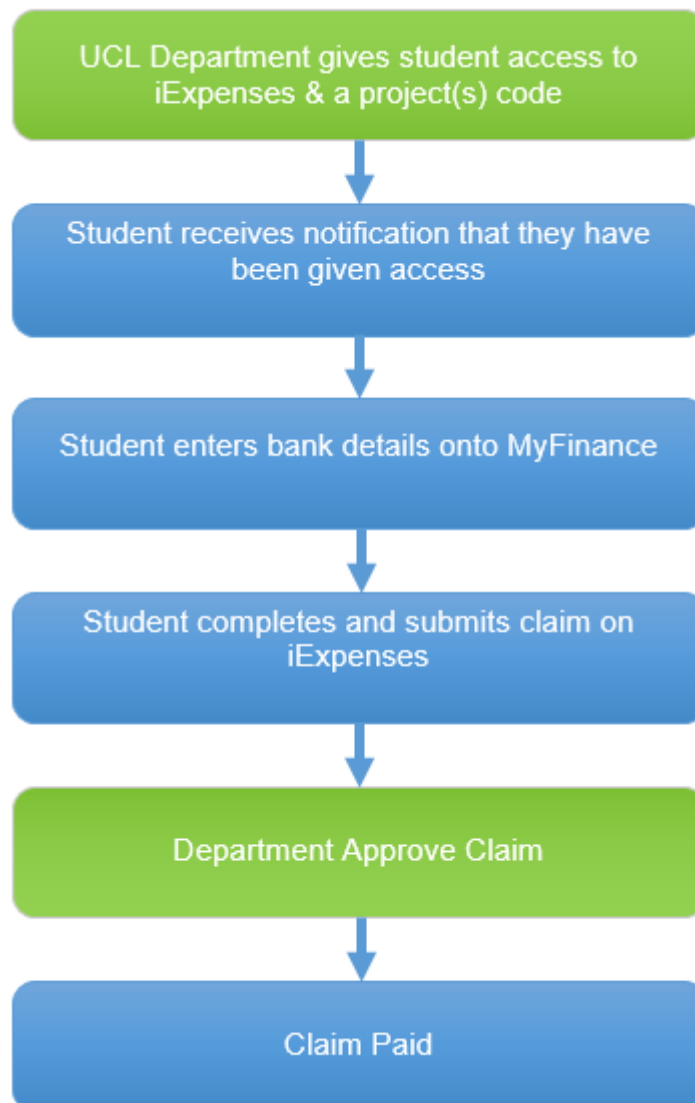 UCL Department gives student access to
iExpenses & a project(s) code
Student receives notification that they have
been given access
Student enters bank details onto MyFinance
Student completes and submits claim on
iExpenses
Department Approve Claim
Claim Paid